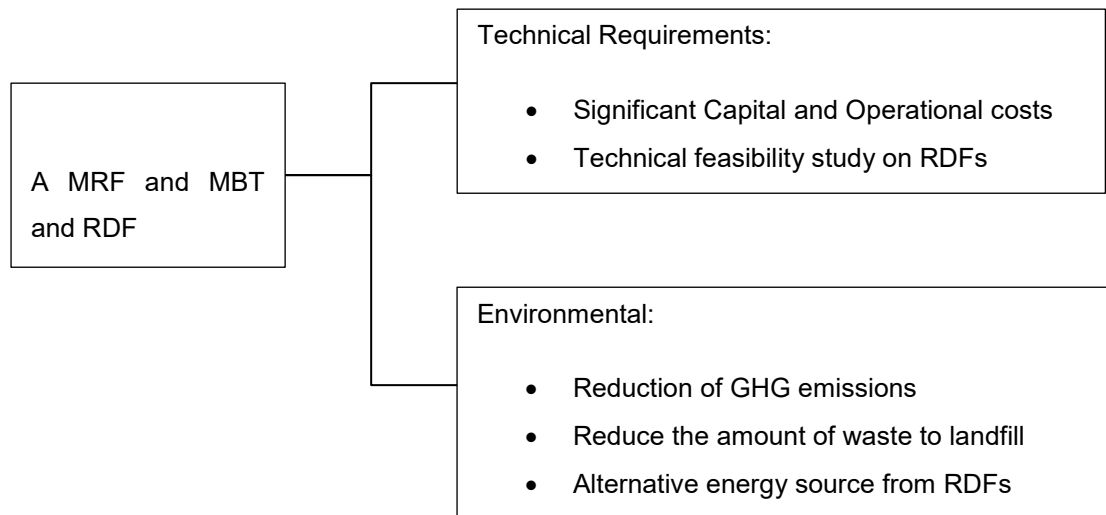 A MRF and MBT
and RDF
Technical Requirements:
• Significant Capital and Operational costs
• Technical feasibility study on RDFs
Environmental:
• Reduction of GHG emissions
• Reduce the amount of waste to landfill
• Alternative energy source from RDFs